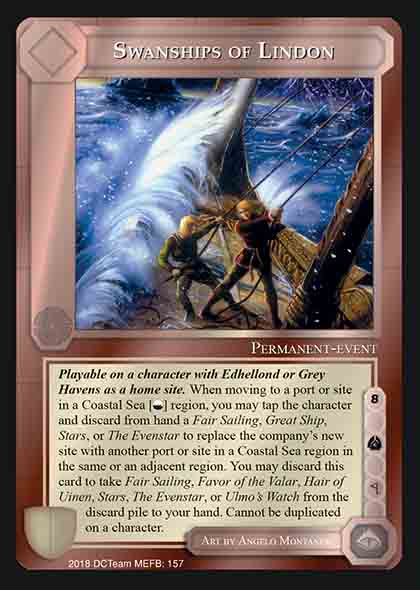 Swanships of Lindon
Permanent-event
Playable on a character with Edhellond or Grey
Havens as a home site. When moving to a port or site
in a Coastal Sea [] region, you may tap the character
and discard from hand a Fair Sailing, Great Ship,
Stars, or The Evenstar to replace the company's new
site with another port or site in a Coastal Sea region in
the same or an adjacent region. You may discard this
card to take Fair Sailing, Favor of the Valar, Hair of
Uinen, Stars, The Evenstar, or Ulmo's Watch from the
discard pile to your hand. Cannot be duplicated
on a character.
8
Art by Angelo Montanini
2018 DCTeam MEFB: 157